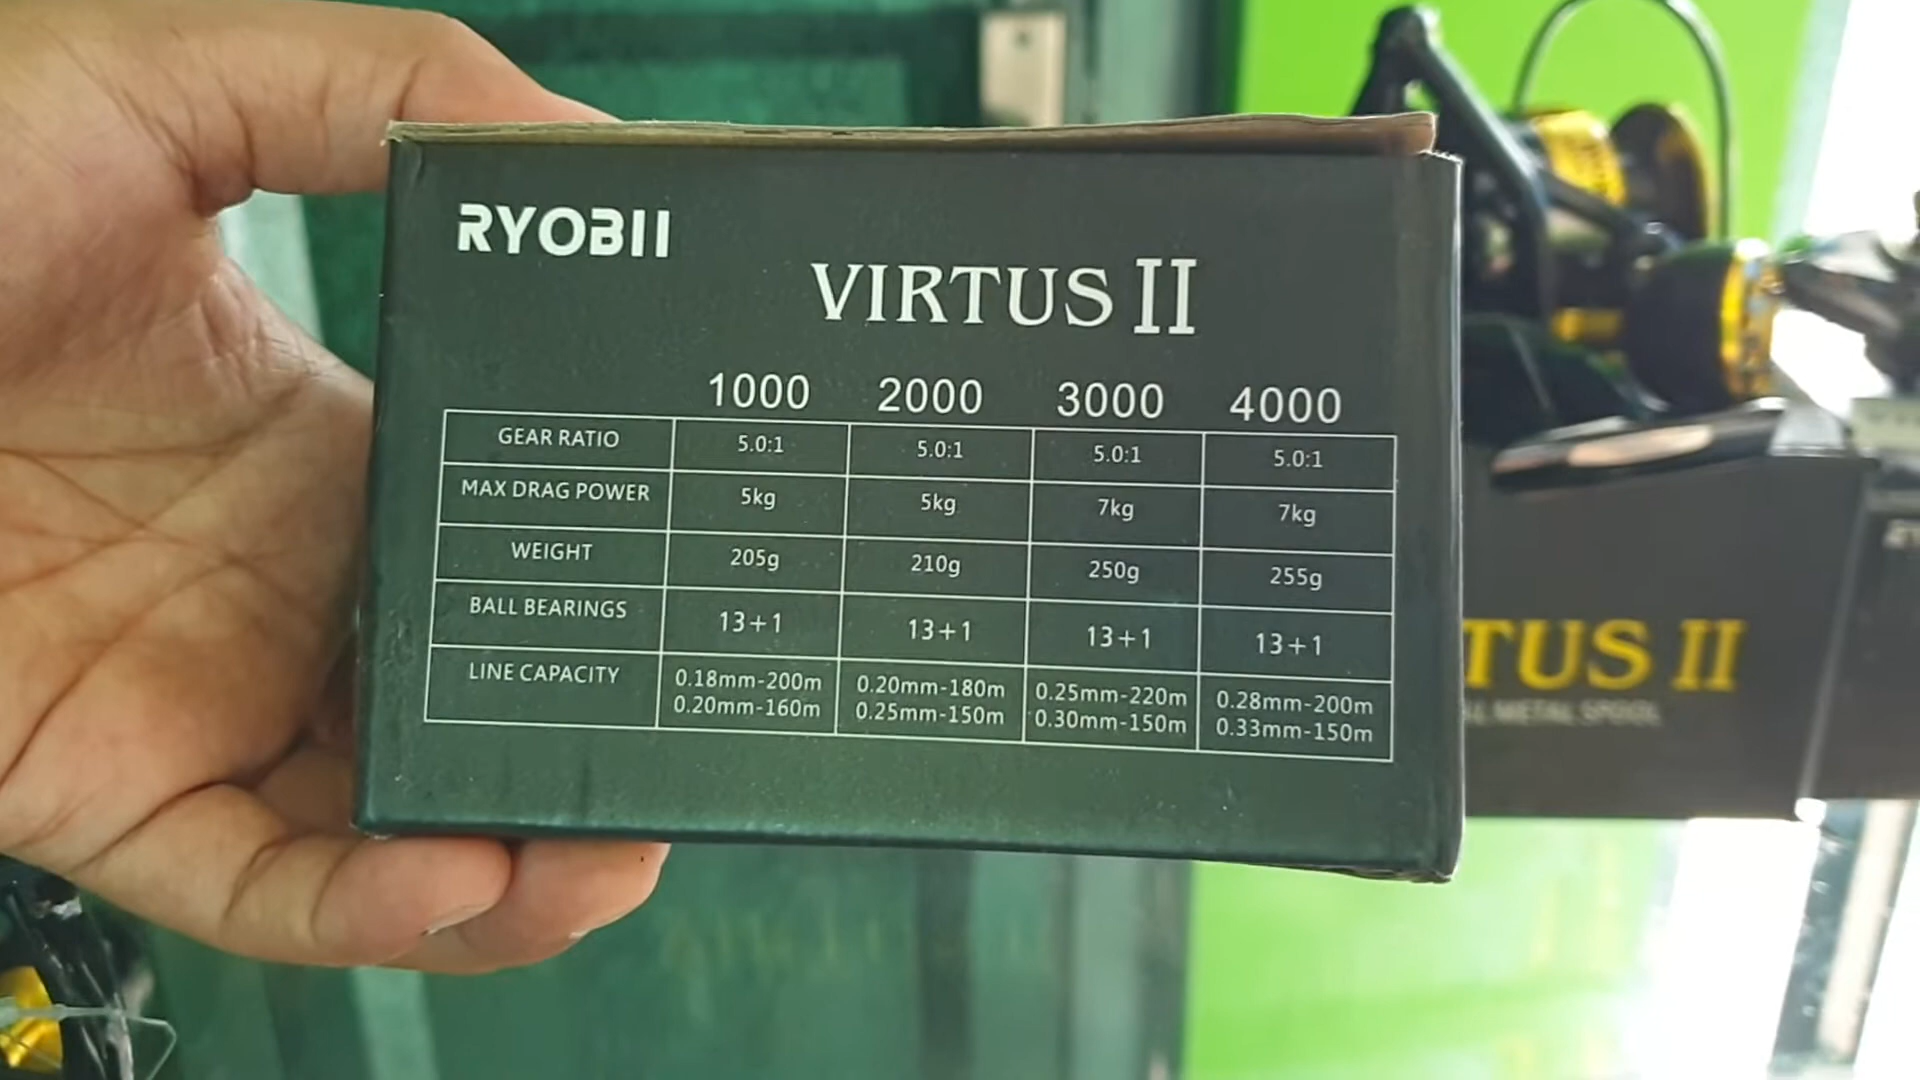 RYOBII
VIRTUS II
1000 2000 3000 4000
GEAR RATIO 5.0:1 5.0:1 5.0:1 5.0:1
MAX DRAG POWER 5kg 5kg 7kg 7kg
WEIGHT 205g 210g 250g 255g
BALL BEARINGS 13+1 13+1 13+1 13+1
LINE CAPACITY 0.18mm-200m 0.20mm-180m 0.25mm-220m 0.28mm-200m
0.20mm-160m 0.25mm-150m 0.30mm-150m 0.33mm-150m
TUS II
METAL SPOOL